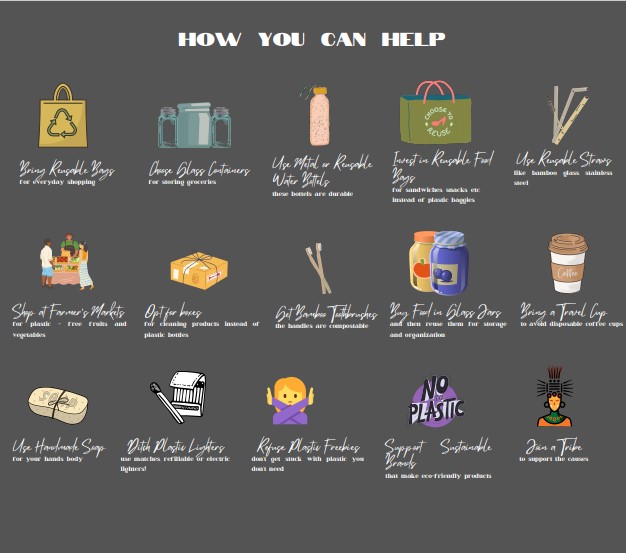 HOW YOU CAN HELP
Bring Reusable Bags
for everyday shopping
Choose Glass Containers
for storing groceries
Use Metal or Reusable
Water Bottels
these bottels are durable
CHOOSE TO
REUSE
Invest in Reusable Food
Bags
for sandwiches snacks etc
instead of plastic baggies
Use Reusable Straws
like bamboo glass stainless
steel
Shop at Farmer's Markets
for plastic - free fruits and
vegetables
Opt for boxes
for cleaning products instead of
plastic bottles
Get Bamboo Toothbrushes
the handles are compostable
Buy Food in Glass Jars
and then reuse them for storage
and organization
Coffee
Bring a Travel Cup
to avoid disposable coffee cups
SOAP
Use Handmade Soap
for your hands body
Ditch Plastic Lighters
use matches refillable or electric
lighters!
Refuse Plastic Freebies
don't get stuck with plastic you
don't need
NO
PLASTIC
Support Sustainable
Brands
that make eco-friendly products
Join a Tribe
to support the causes